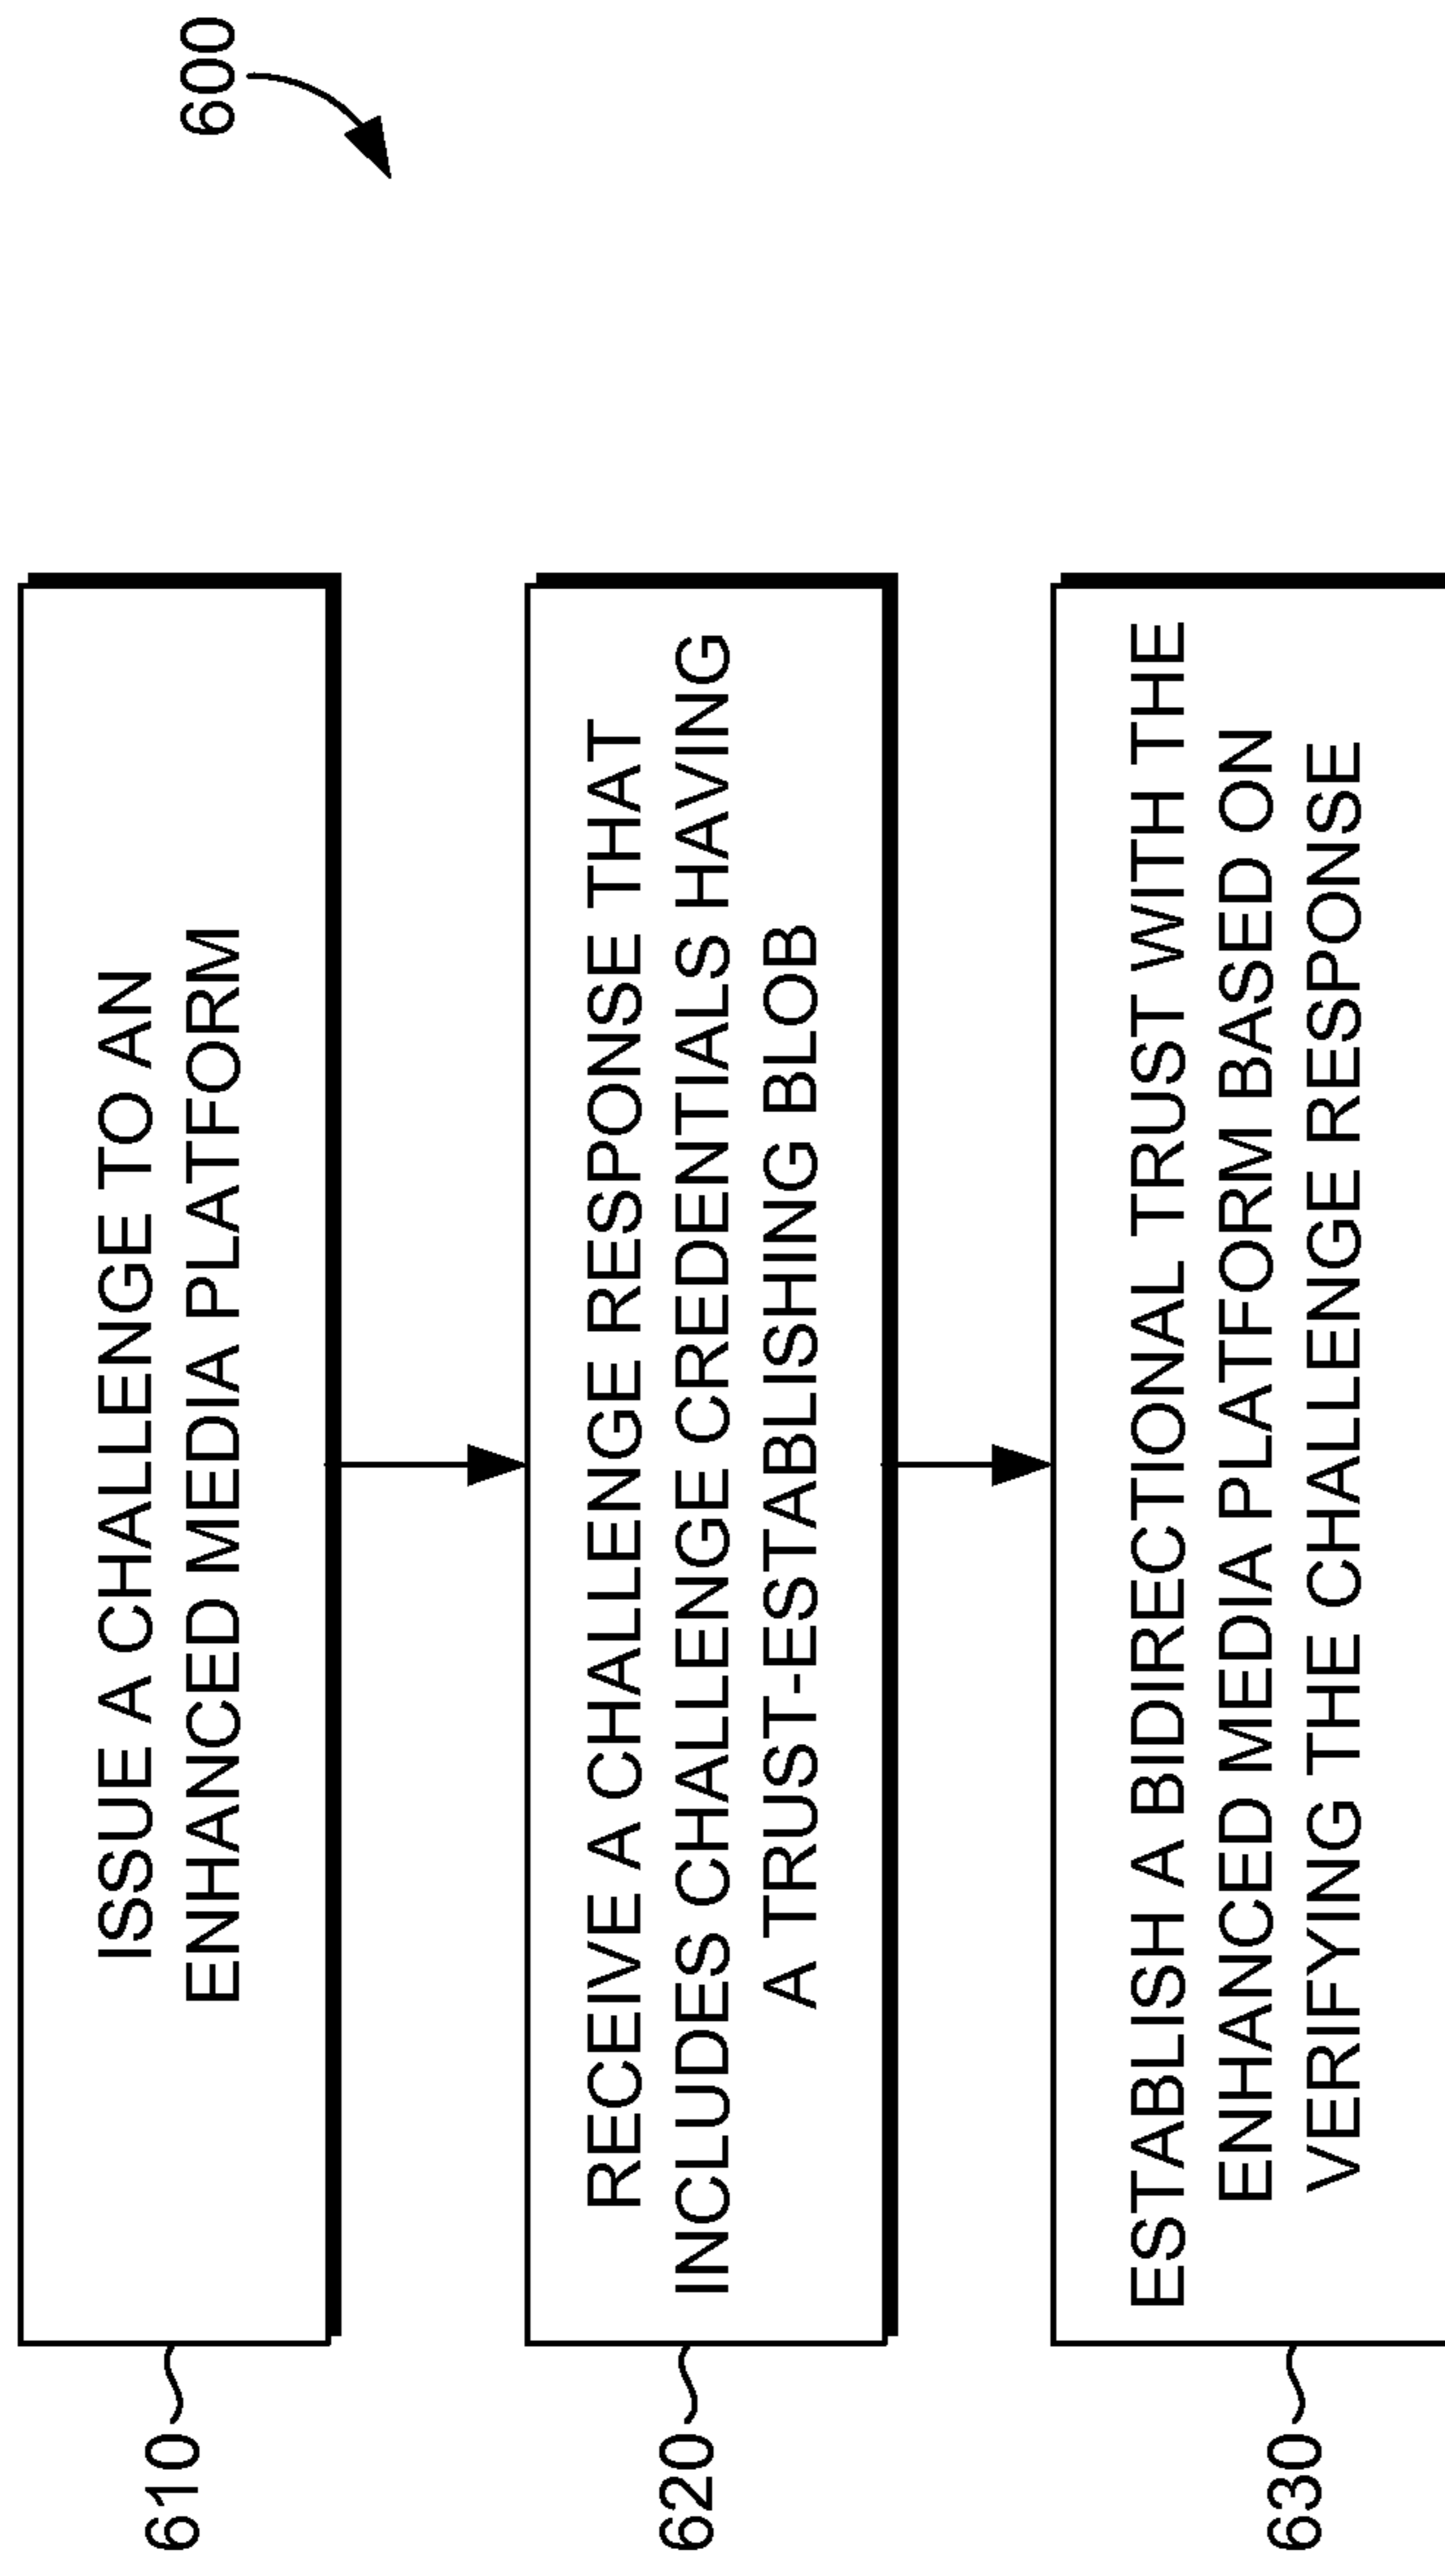 600
610
ISSUE A CHALLENGE TO AN
ENHANCED MEDIA PLATFORM
620
RECEIVE A CHALLENGE RESPONSE THAT
INCLUDES CHALLENGE CREDENTIALS HAVING
A TRUST-ESTABLISHING BLOB
630
ESTABLISH A BIDIRECTIONAL TRUST WITH THE
ENHANCED MEDIA PLATFORM BASED ON
VERIFYING THE CHALLENGE RESPONSE